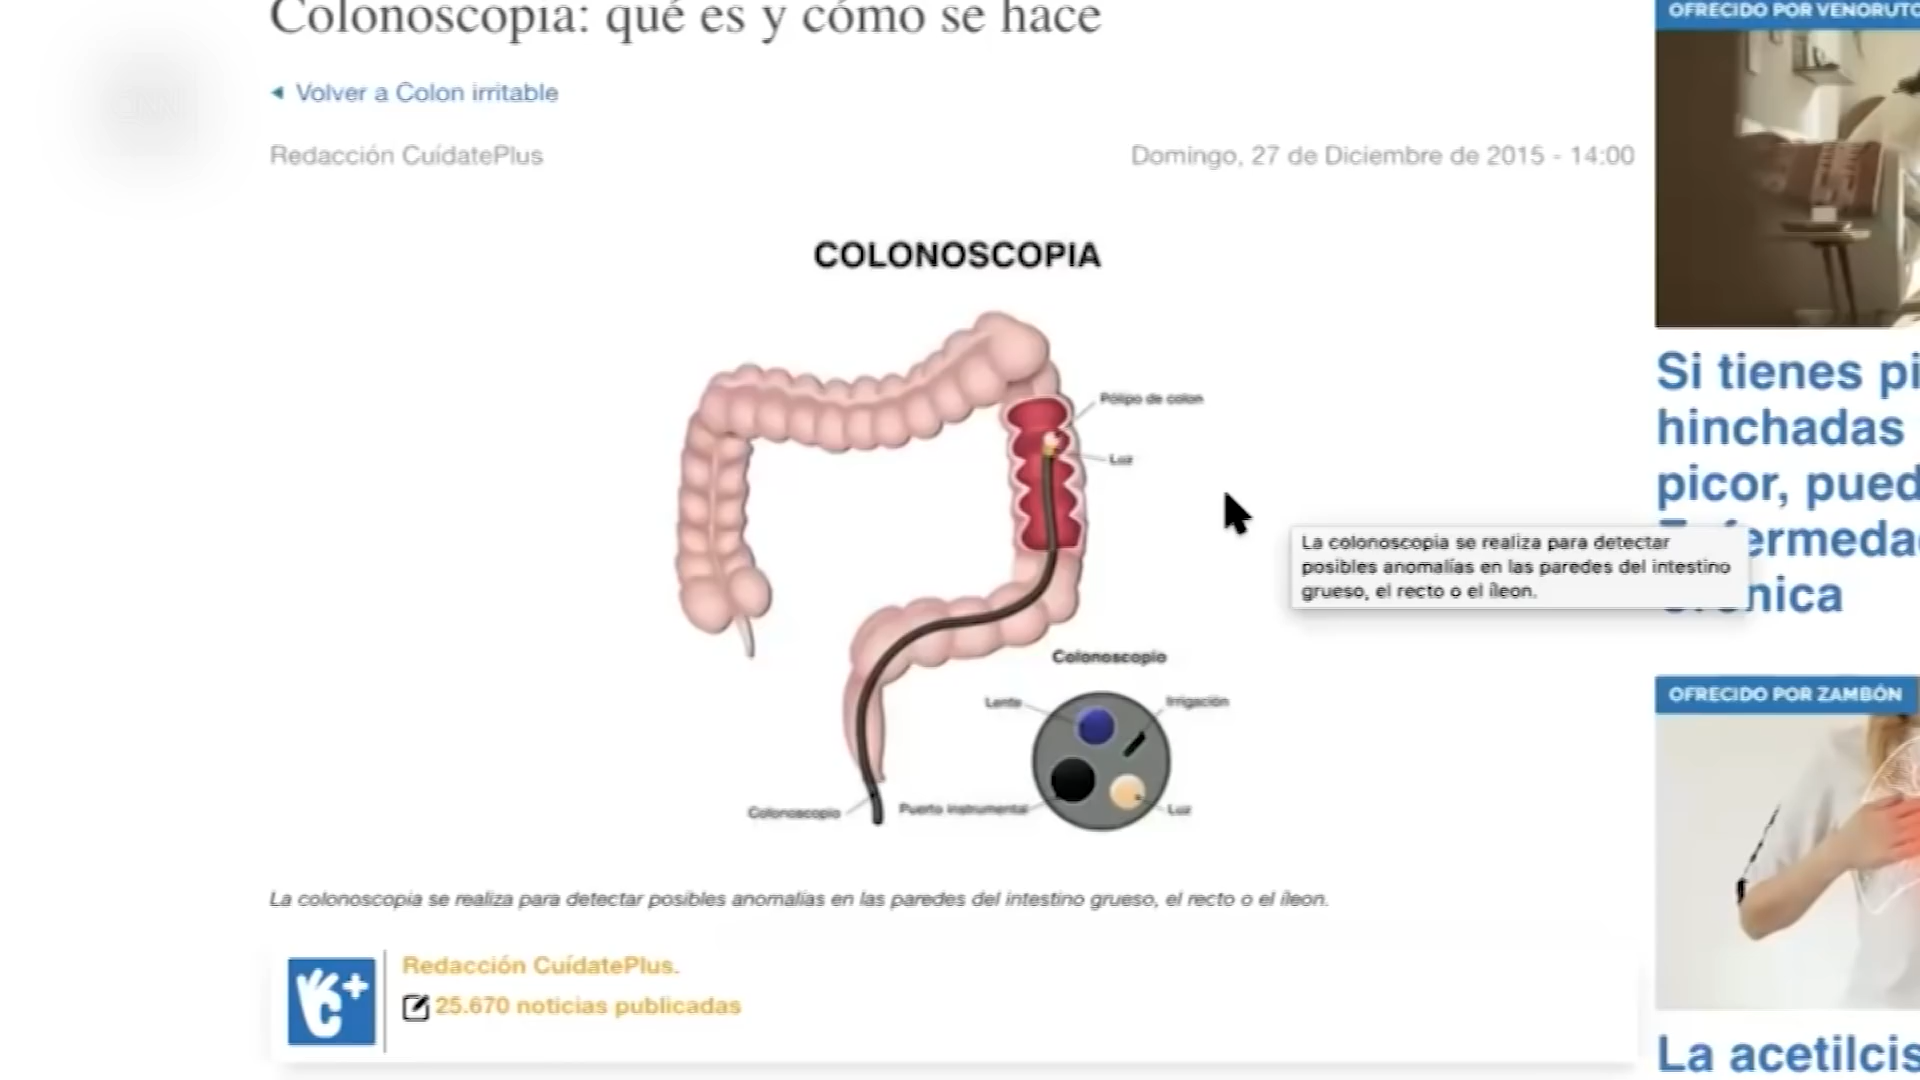 Colonoscopia: qué es y cómo se hace
OFRECIDO POR VENORUTO
Volver a Colon irritable
Redacción CuídatePlus
Domingo, 27 de Diciembre de 2015 - 14:00
COLONOSCOPIA
Pólipo de colon
Luz
Si tienes pi
hinchadas
picor, pued
La colonoscopia se realiza para detectar
posibles anomalías en las paredes del intestino
grueso, el recto o el íleon.
Colonoscopio
Lente
Irrigación
Colonoscopio
Puerto instrumental
Luz
OFRECIDO POR ZAMBÓN
La colonoscopia se realiza para detectar posibles anomalías en las paredes del intestino grueso, el recto o el íleon.
Redacción CuídatePlus.
25.670 noticias publicadas
La acetilcis